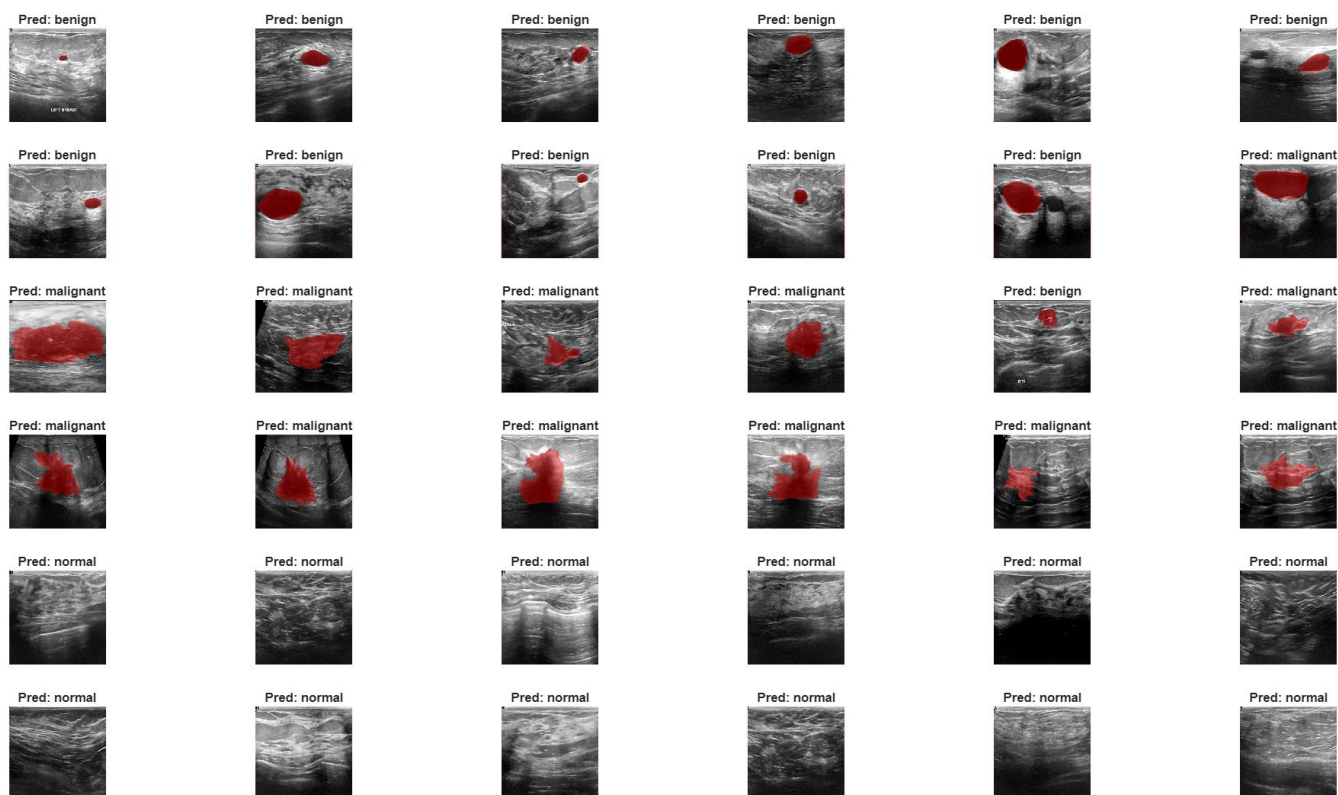 Pred: benign Pred: benign Pred: benign Pred: benign Pred: benign Pred: benign
LEFT BREAST
Pred: benign Pred: benign Pred: benign Pred: benign Pred: benign Pred: malignant
Pred: malignant Pred: malignant Pred: malignant Pred: malignant Pred: benign Pred: malignant
Pred: malignant Pred: malignant Pred: malignant Pred: malignant Pred: malignant Pred: malignant
Pred: normal Pred: normal Pred: normal Pred: normal Pred: normal Pred: normal
Pred: normal Pred: normal Pred: normal Pred: normal Pred: normal Pred: normal